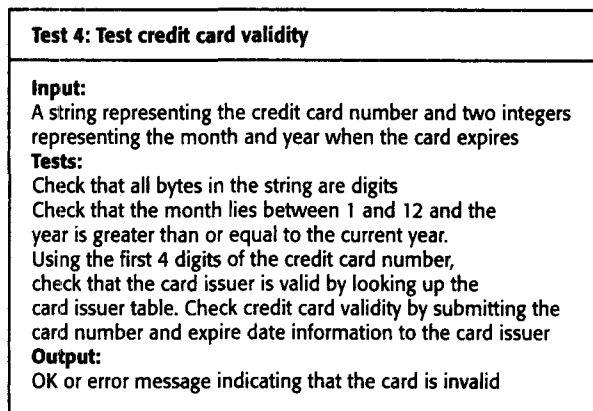 Test 4: Test credit card validity
Input:
A string representing the credit card number and two integers
representing the month and year when the card expires
Tests:
Check that all bytes in the string are digits
Check that the month lies between 1 and 12 and the
year is greater than or equal to the current year.
Using the first 4 digits of the credit card number,
check that the card issuer is valid by looking up the
card issuer table. Check credit card validity by submitting the
card number and expire date information to the card issuer
Output:
OK or error message indicating that the card is invalid